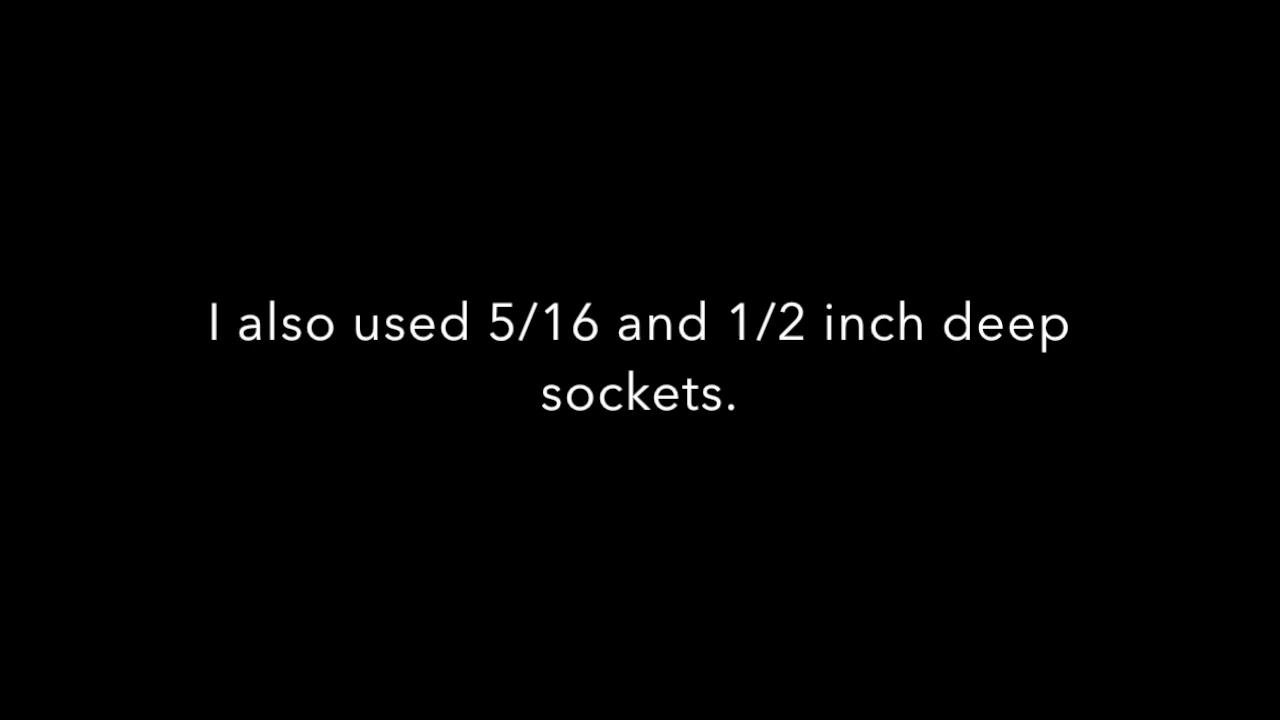 I also used 5/16 and 1/2 inch deep
sockets.